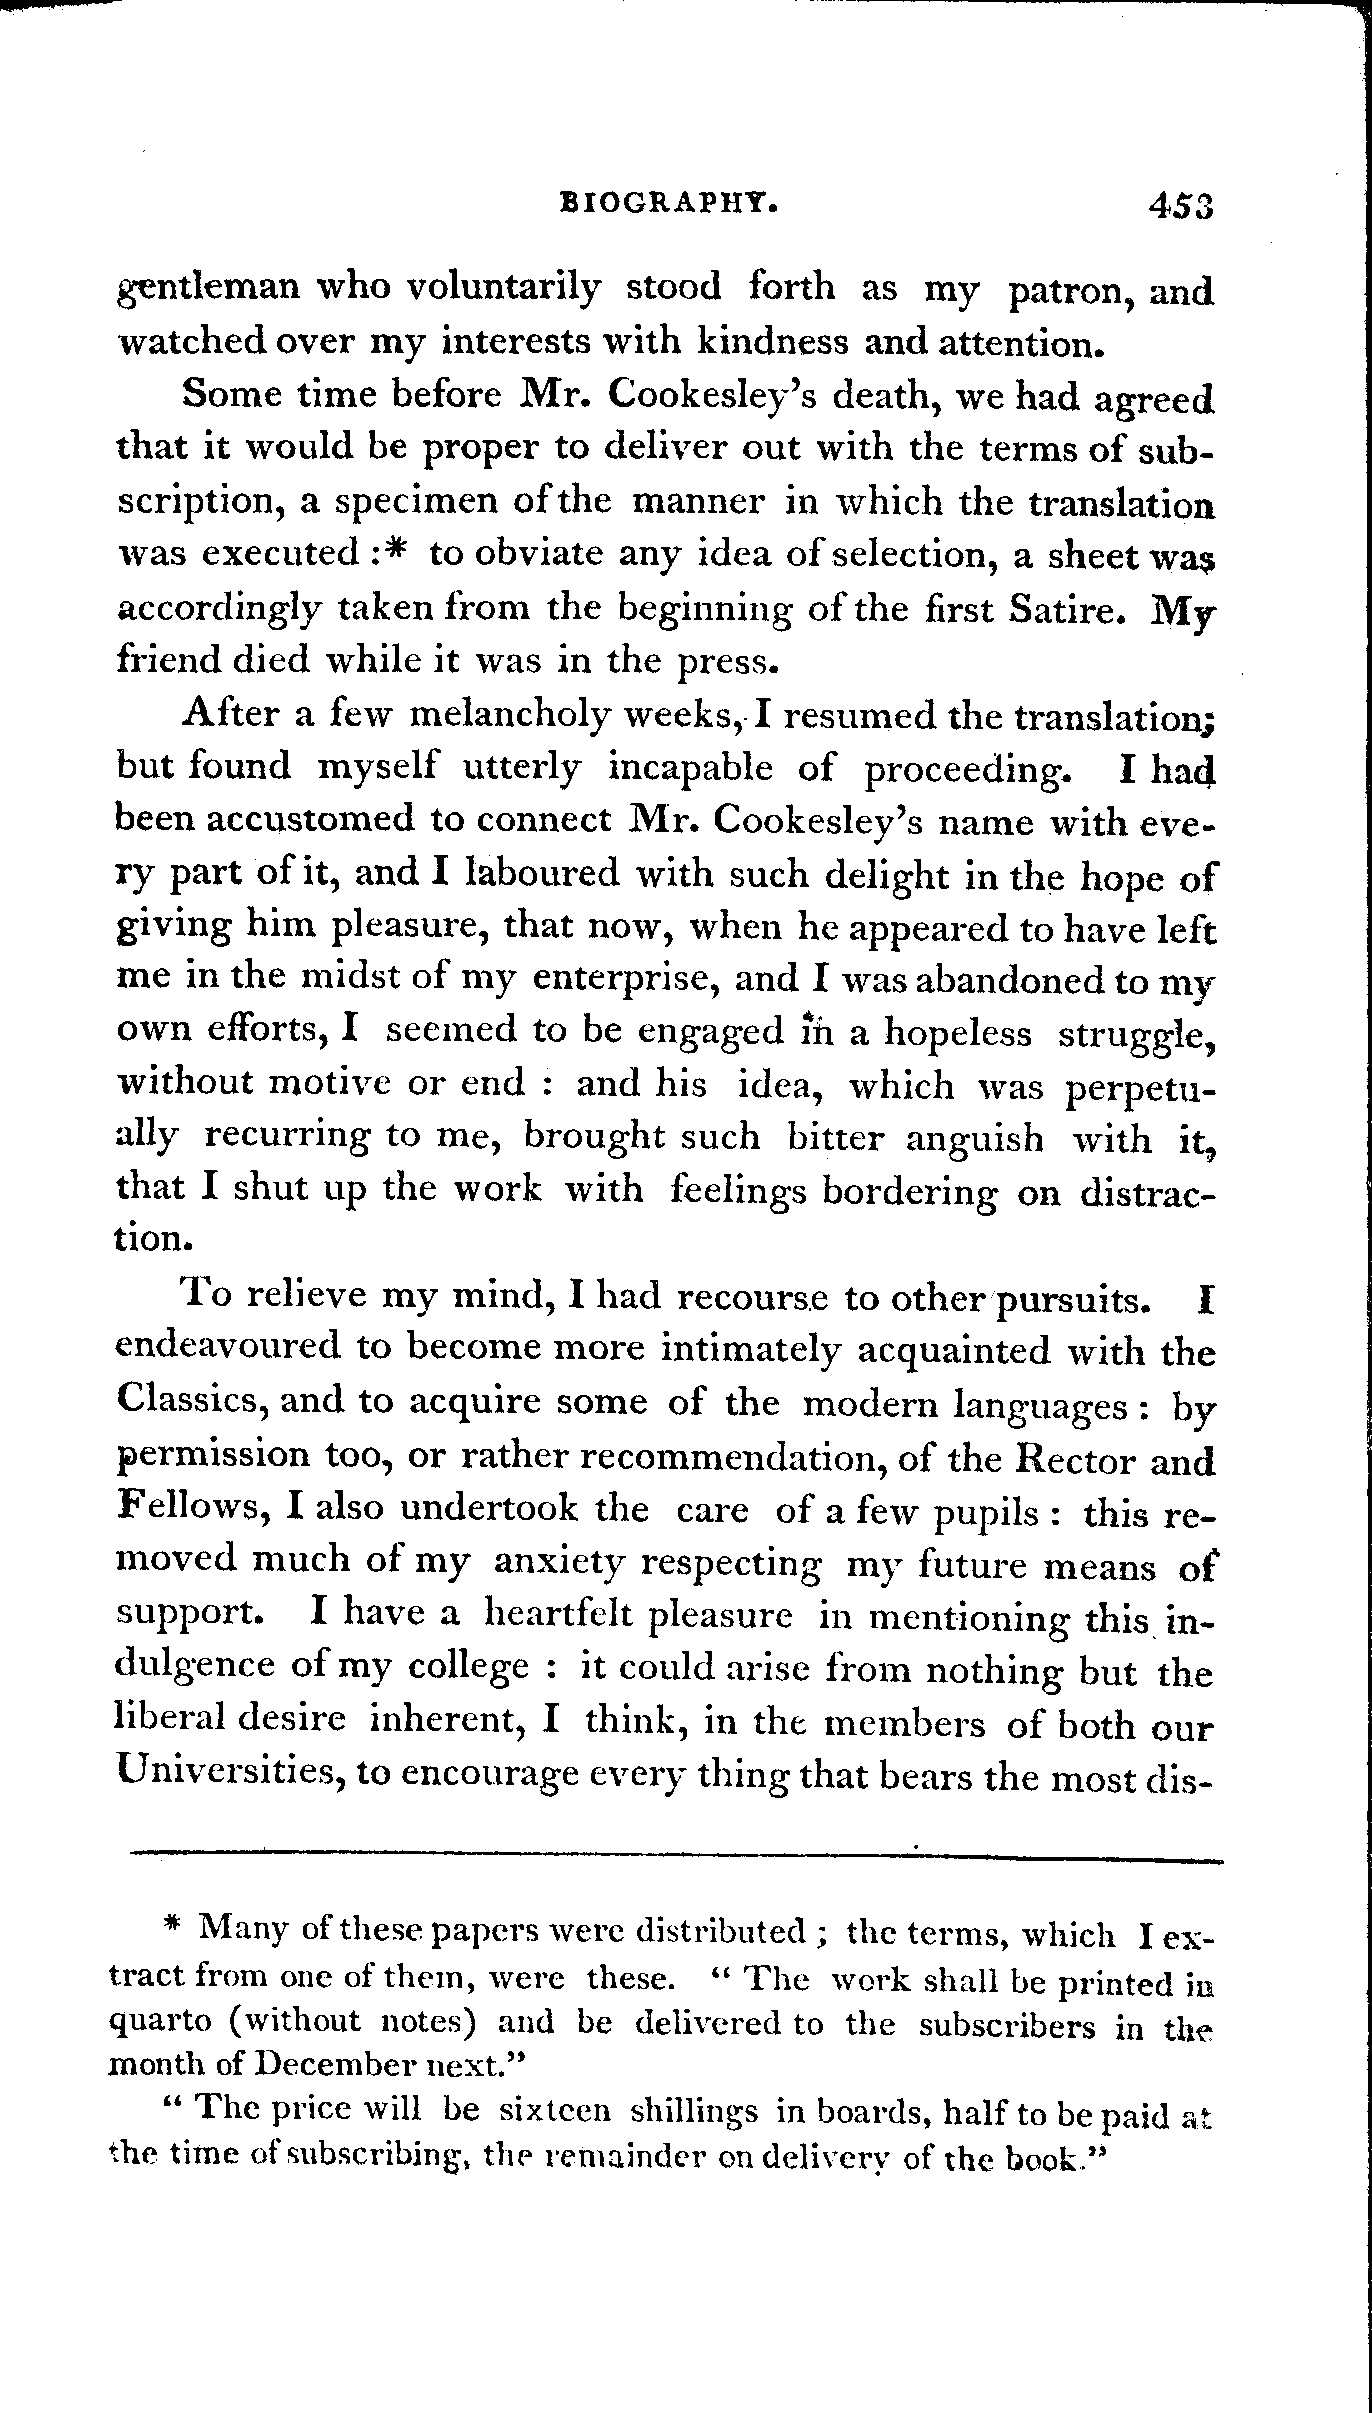 BIOGRAPHY. 453
gentleman who voluntarily stood forth as my patron, and
watched over my interests with kindness and attention.
Some time before Mr. Cookesley's death, we had agreed
that it would be proper to deliver out with the terms of sub-
scription, a specimen of the manner in which the translation
was executed :* to obviate any idea of selection, a sheet was
accordingly taken from the beginning of the first Satire. My
friend died while it was in the press.
After a few melancholy weeks, I resumed the translation;
but found myself utterly incapable of proceeding. I had
been accustomed to connect Mr. Cookesley's name with eve-
ry part of it, and I laboured with such delight in the hope of
giving him pleasure, that now, when he appeared to have left
me in the midst of my enterprise, and I was abandoned to my
own efforts, I seemed to be engaged in a hopeless struggle,
without motive or end : and his idea, which was perpetu-
ally recurring to me, brought such bitter anguish with it,
that I shut up the work with feelings bordering on distrac-
tion.
To relieve my mind, I had recourse to other pursuits. I
endeavoured to become more intimately acquainted with the
Classics, and to acquire some of the modern languages : by
permission too, or rather recommendation, of the Rector and
Fellows, I also undertook the care of a few pupils : this re-
moved much of my anxiety respecting my future means of
support. I have a heartfelt pleasure in mentioning this in-
dulgence of my college : it could arise from nothing but the
liberal desire inherent, I think, in the members of both our
Universities, to encourage every thing that bears the most dis-
* Many of these papers were distributed ; the terms, which I ex-
tract from one of them, were these. " The work shall be printed in
quarto (without notes) and be delivered to the subscribers in the
month of December next."
" The price will be sixteen shillings in boards, half to be paid at
the time of subscribing, the remainder on delivery of the book."